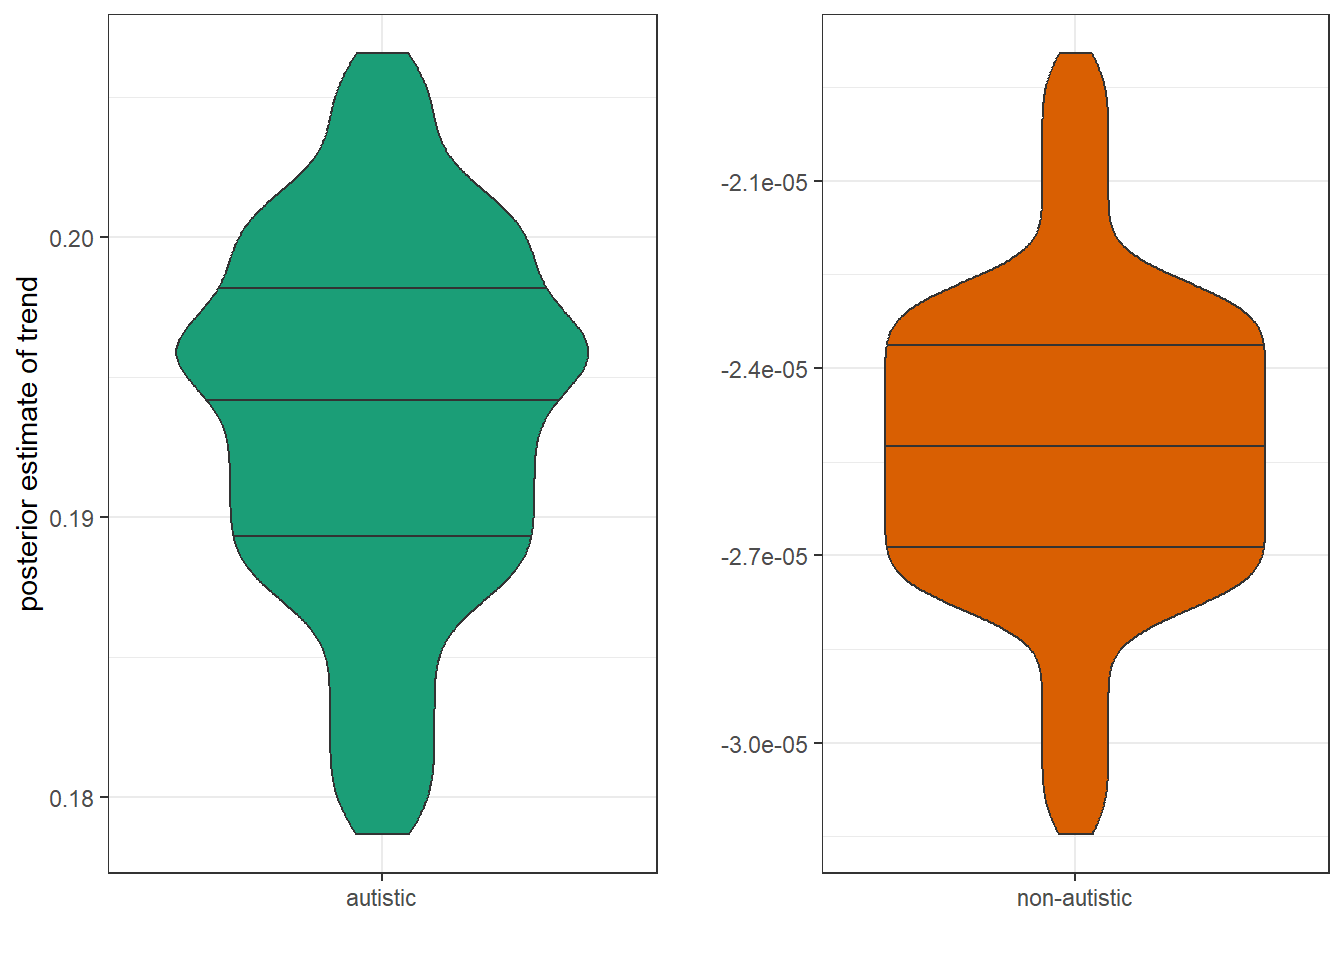 posterior estimate of trend
0.20
0.19
0.18
autistic
-2.1e-05
-2.4e-05
-2.7e-05
-3.0e-05
non-autistic